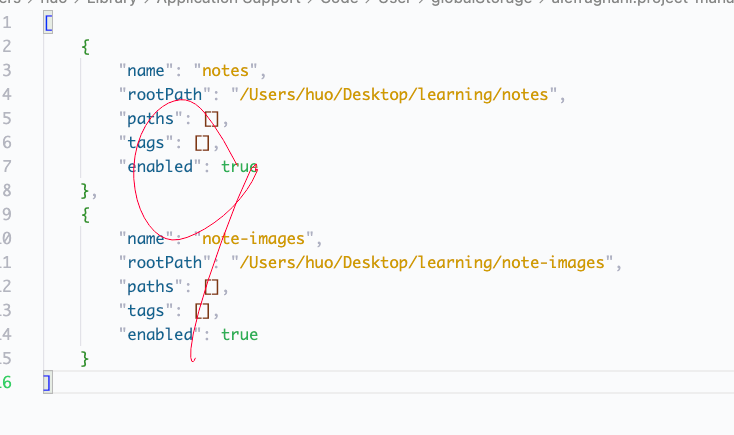 huo > Library > Application Support > Code > User > globalStorage > alefragnani.project-mana
1 [
2 {
3 "name": "notes",
4 "rootPath": "/Users/huo/Desktop/learning/notes",
5 "paths": [],
6 "tags": [],
7 "enabled": true
8 },
9 {
10 "name": "note-images",
11 "rootPath": "/Users/huo/Desktop/learning/note-images",
12 "paths": [],
13 "tags": [],
14 "enabled": true
15 }
16 ]